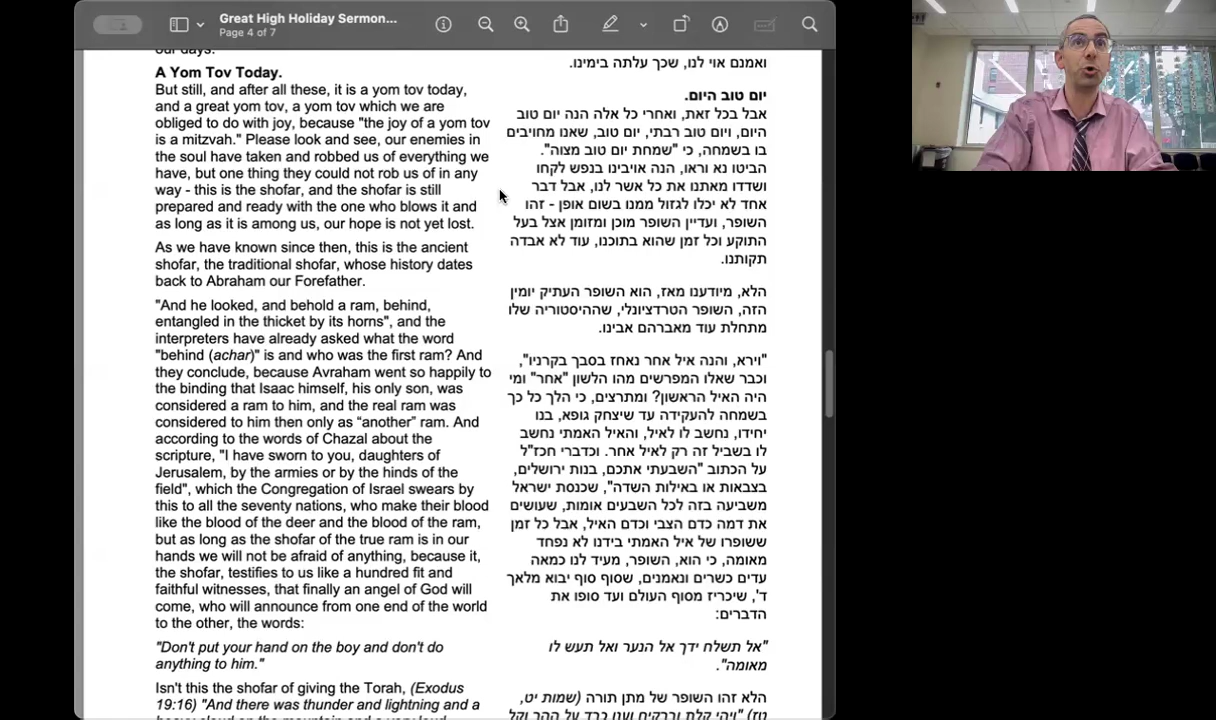 Great High Holiday Sermon...
Page 4 of 7
our days.
A Yom Tov Today.
But still, and after all these, it is a yom tov today,
and a great yom tov, a yom tov which we are
obliged to do with joy, because "the joy of a yom tov
is a mitzvah." Please look and see, our enemies in
the soul have taken and robbed us of everything we
have, but one thing they could not rob us of in any
way - this is the shofar, and the shofar is still
prepared and ready with the one who blows it and
as long as it is among us, our hope is not yet lost.
As we have known since then, this is the ancient
shofar, the traditional shofar, whose history dates
back to Abraham our Forefather.
"And he looked, and behold a ram, behind,
entangled in the thicket by its horns", and the
interpreters have already asked what the word
"behind (achar)" is and who was the first ram? And
they conclude, because Avraham went so happily to
the binding that Isaac himself, his only son, was
considered a ram to him, and the real ram was
considered to him then only as “another” ram. And
according to the words of Chazal about the
scripture, "I have sworn to you, daughters of
Jerusalem, by the armies or by the hinds of the
field", which the Congregation of Israel swears by
this to all the seventy nations, who make their blood
like the blood of the deer and the blood of the ram,
but as long as the shofar of the true ram is in our
hands we will not be afraid of anything, because it,
the shofar, testifies to us like a hundred fit and
faithful witnesses, that finally an angel of God will
come, who will announce from one end of the world
to the other, the words:
"Don't put your hand on the boy and don't do
anything to him."
Isn't this the shofar of giving the Torah, (Exodus
19:16) "And there was thunder and lightning and a
ואמנם אוי לנו, שכך עלתה בימינו.
יום טוב היום.
אבל בכל זאת, ואחרי כל אלה הנה יום טוב
היום, ויום טוב רבתי, יום טוב, שאנו מחויבים
בו בשמחה, כי "שמחת יום טוב מצוה".
הביטו נא וראו, הנה אויבינו בנפש לקחו
ושדדו מאתנו את כל אשר לנו, אבל דבר
אחד לא יכלו לגזול ממנו בשום אופן - זהו
השופר, ועדיין השופר מוכן ומזומן אצל בעל
התוקע וכל זמן שהוא בתוכנו, עוד לא אבדה
תקותנו.
הלא, מיודענו מאז, הוא השופר העתיק יומין
הזה, השופר הטרדציונלי, שההיסטוריה שלו
מתחלת עוד מאברהם אבינו.
"וירא, והנה איל אחר נאחז בסבך בקרניו",
וכבר שאלו המפרשים מהו הלשון "אחר" ומי
היה האיל הראשון? ומתרצים, כי הלך כל כך
בשמחה להעקידה עד שיצחק גופא, בנו
יחידו, נחשב לו לאיל, והאיל האמתי נחשב
לו בשביל זה רק לאיל אחר. וכדברי חכז"ל
על הכתוב "השבעתי אתכם, בנות ירושלים,
בצבאות או באילות השדה", שכנסת ישראל
משביעה בזה לכל השבעים אומות, שעושים
את דמה כדם הצבי וכדם האיל, אבל כל זמן
ששופרו של איל האמתי בידנו לא נפחד
מאומה, כי הוא, השופר, מעיד לנו כמאה
עדים כשרים ונאמנים, שסוף סוף יבוא מלאך
ד', שיכריז מסוף העולם ועד סופו את
הדברים:
"אל תשלח ידך אל הנער ואל תעש לו
מאומה".
הלא זהו השופר של מתן תורה (שמות יט,
טז) "ויהי קלת וברקים וענן כבד על ההר וקל